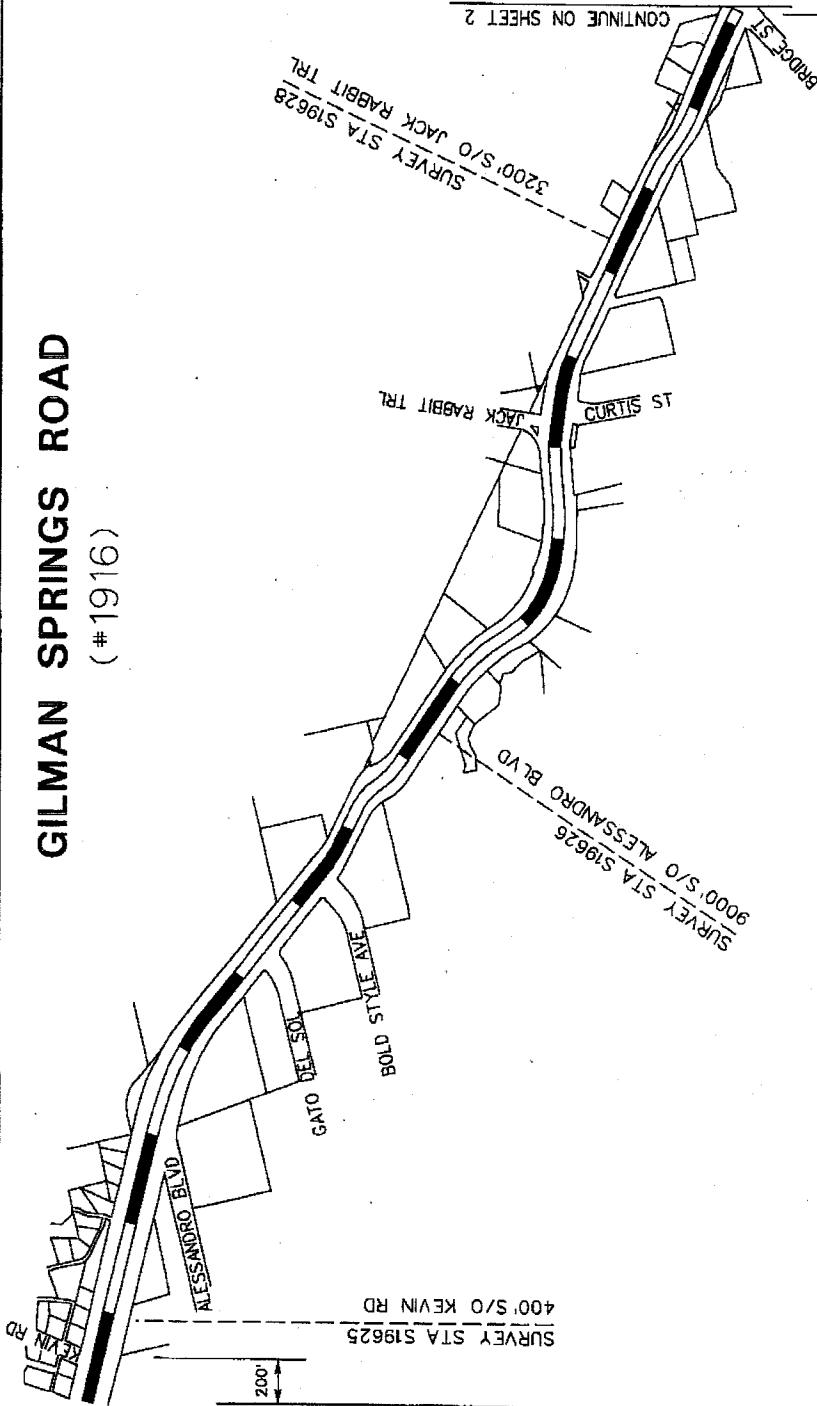 GILMAN SPRINGS ROAD
(#1916)
CONTINUE ON SHEET 2
BRIDGE ST
SURVEY STA S19628
3200' S/O JACK RABBIT TRL
JACK RABBIT TRL
CURTIS ST
SURVEY STA S19626
9000' S/O ALESSANDRO BLVD
BOLD STYLE AVE
GATO DEL SOL
ALESSANDRO BLVD
KEVIN RD
SURVEY STA S19625
400' S/O KEVIN RD
200'